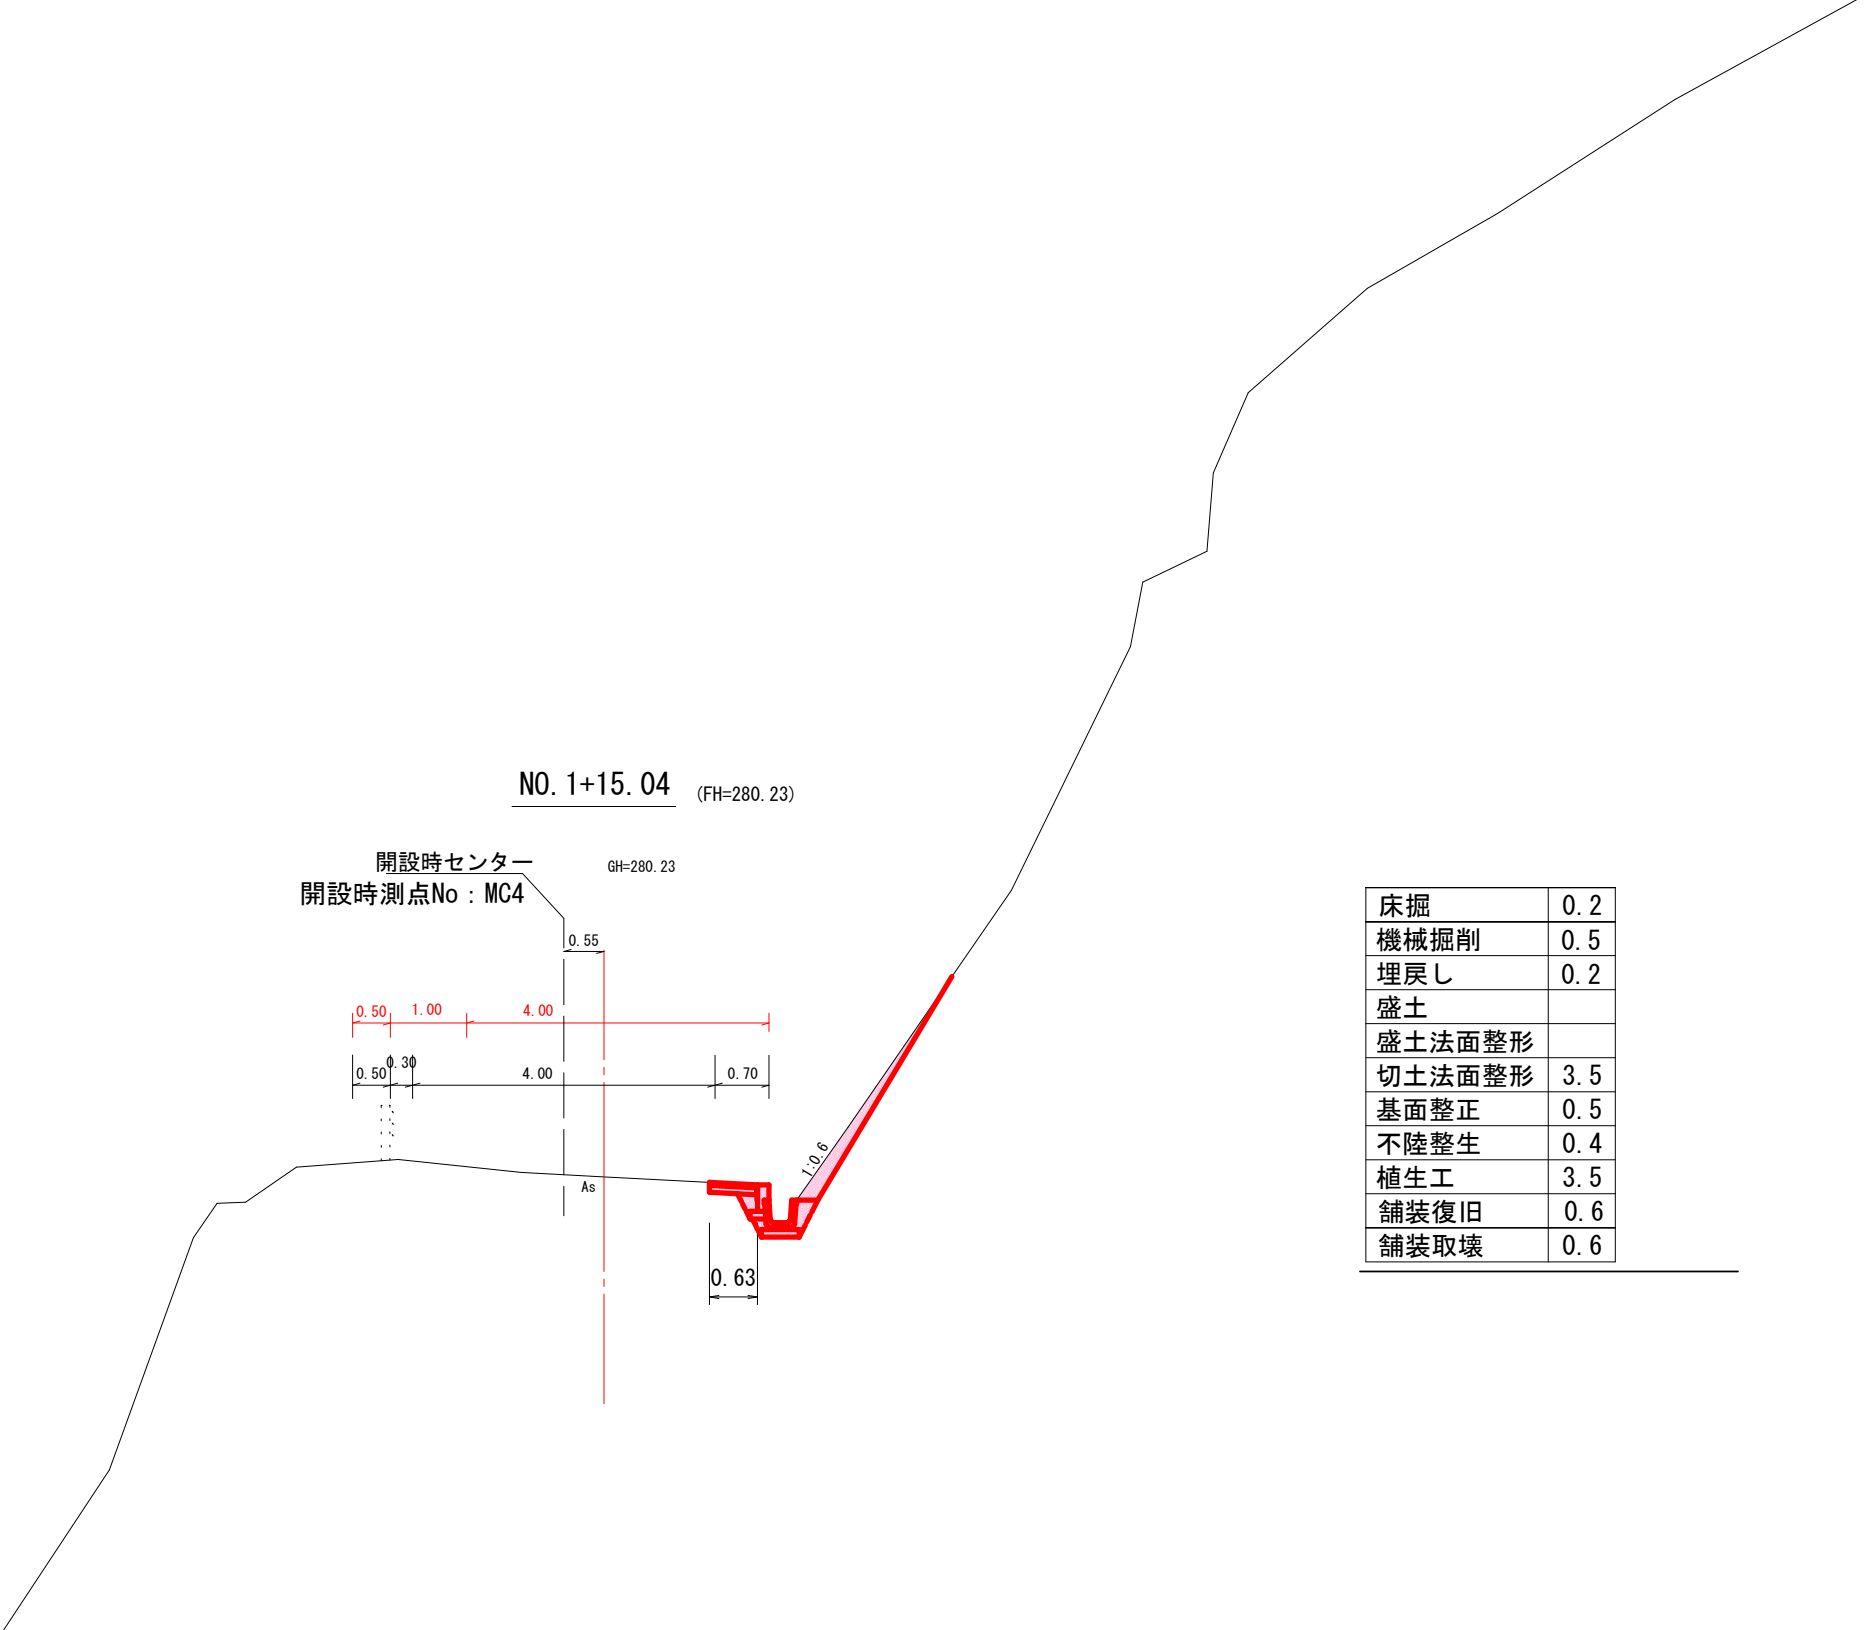 NO.1+15.04 (FH=280.23)
開設時センター
GH=280.23
開設時測点No：MC4
0.55
0.50 1.00 4.00
0.50 0.30 4.00 0.70
1:0.6
As
0.63
床掘 0.2
機械掘削 0.5
埋戻し 0.2
盛土
盛土法面整形
切土法面整形 3.5
基面整正 0.5
不陸整生 0.4
植生工 3.5
舗装復旧 0.6
舗装取壊 0.6